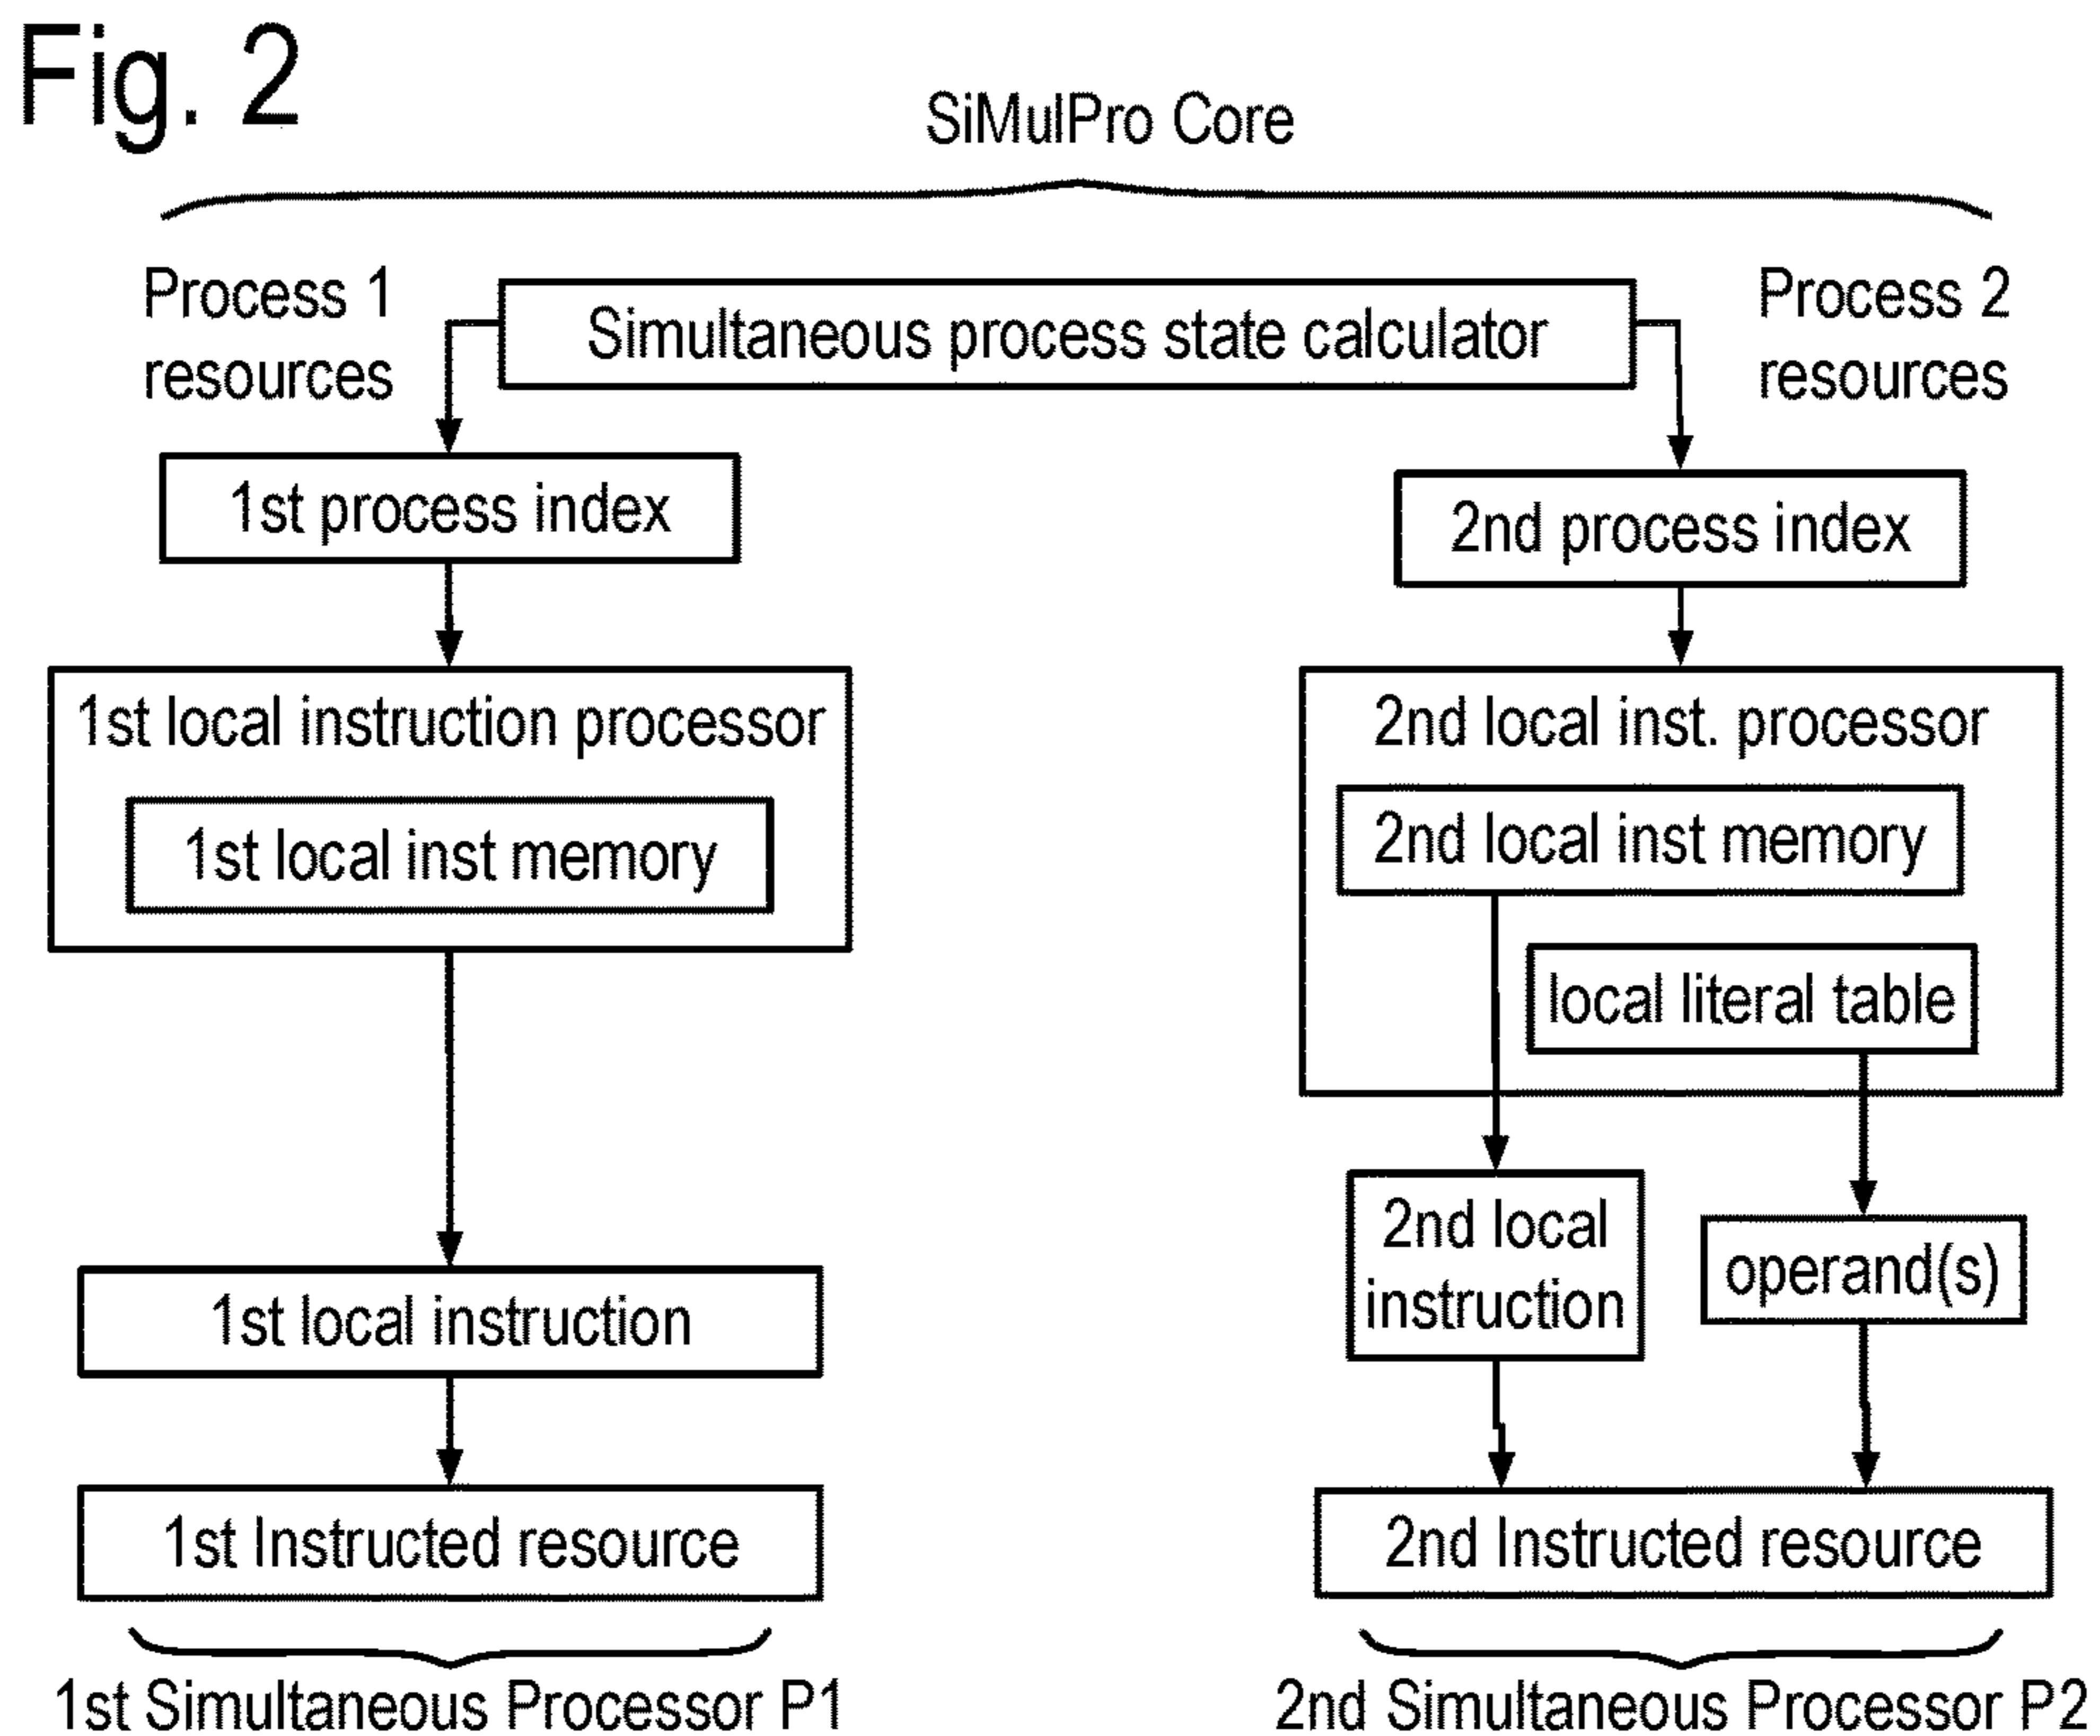 Fig. 2
SiMulPro Core
Process 1
resources
Simultaneous process state calculator
Process 2
resources
1st process index
2nd process index
1st local instruction processor
1st local inst memory
2nd local inst. processor
2nd local inst memory
local literal table
2nd local
instruction
operand(s)
1st local instruction
1st Instructed resource
2nd Instructed resource
1st Simultaneous Processor P1
2nd Simultaneous Processor P2